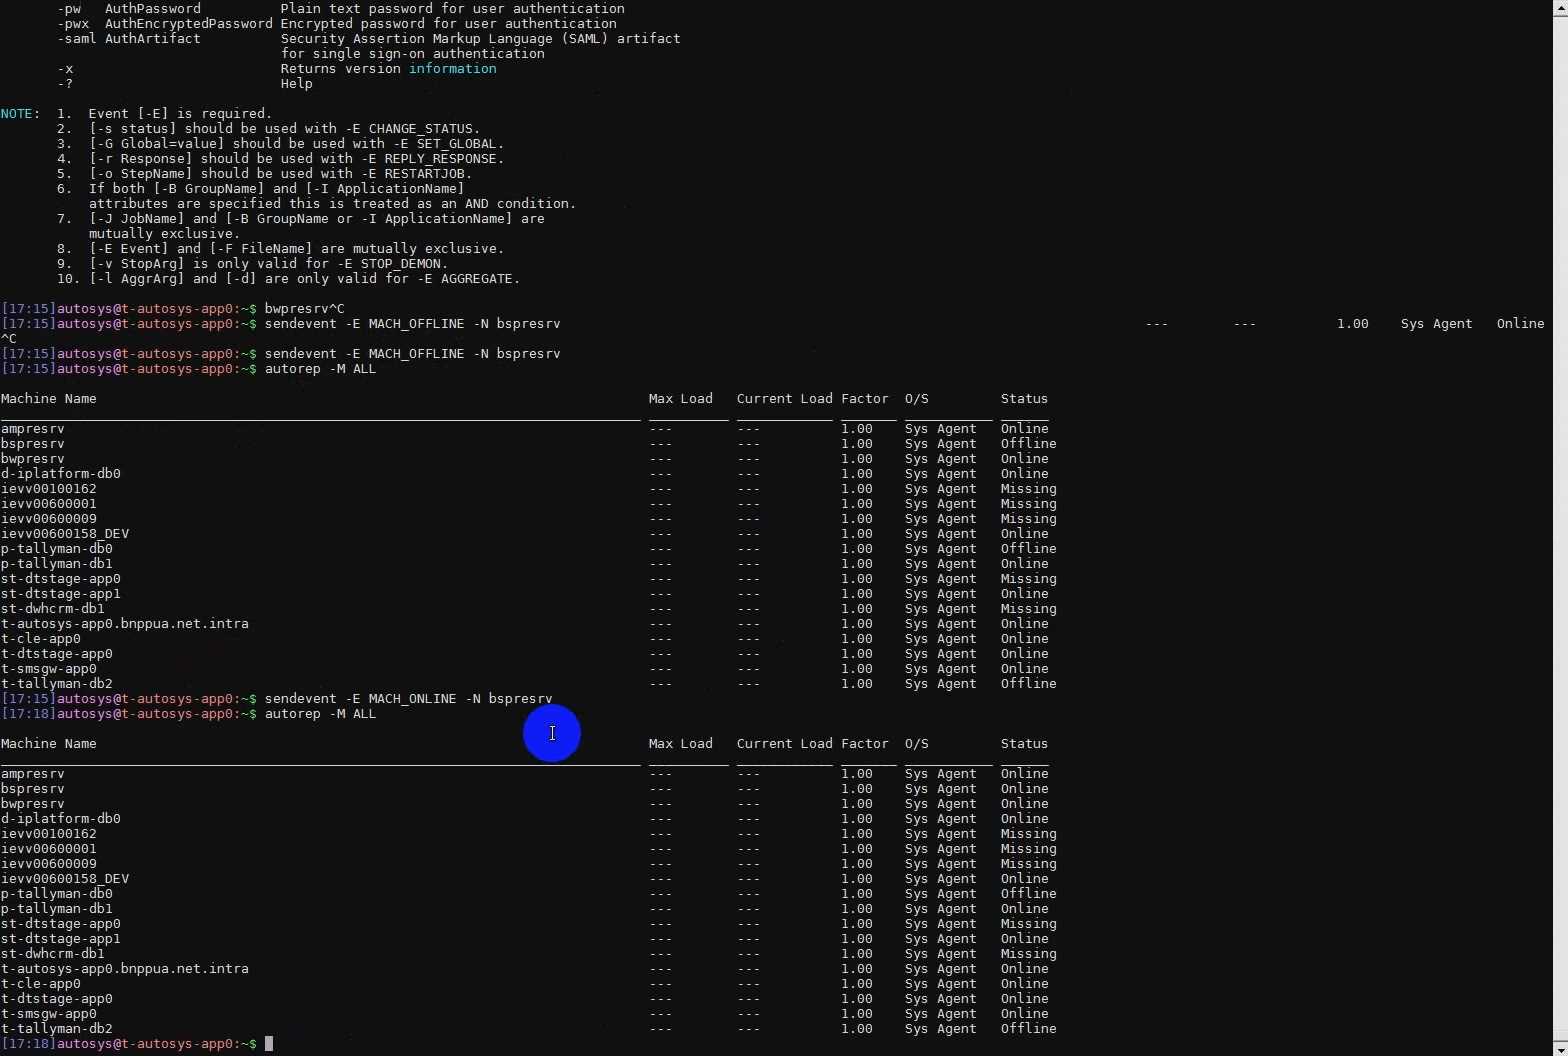 -pw   AuthPassword          Plain text password for user authentication
-pwx  AuthEncryptedPassword Encrypted password for user authentication
-saml AuthArtifact          Security Assertion Markup Language (SAML) artifact
for single sign-on authentication
-x                          Returns version information
-?                          Help
NOTE:  1.  Event [-E] is required.
2.  [-s status] should be used with -E CHANGE_STATUS.
3.  [-G Global=value] should be used with -E SET_GLOBAL.
4.  [-r Response] should be used with -E REPLY_RESPONSE.
5.  [-o StepName] should be used with -E RESTARTJOB.
6.  If both [-B GroupName] and [-I ApplicationName]
attributes are specified this is treated as an AND condition.
7.  [-J JobName] and [-B GroupName or -I ApplicationName] are
mutually exclusive.
8.  [-E Event] and [-F FileName] are mutually exclusive.
9.  [-v StopArg] is only valid for -E STOP_DEMON.
10. [-l AggrArg] and [-d] are only valid for -E AGGREGATE.
[17:15]autosys@t-autosys-app0:~$ bwpresrv^C
[17:15]autosys@t-autosys-app0:~$ sendevent -E MACH_OFFLINE -N bspresrv --- --- 1.00 Sys Agent Online
^C
[17:15]autosys@t-autosys-app0:~$ sendevent -E MACH_OFFLINE -N bspresrv
[17:15]autosys@t-autosys-app0:~$ autorep -M ALL
Machine Name Max Load Current Load Factor O/S Status
ampresrv --- --- 1.00 Sys Agent Online
bspresrv --- --- 1.00 Sys Agent Offline
bwpresrv --- --- 1.00 Sys Agent Online
d-iplatform-db0 --- --- 1.00 Sys Agent Online
ievv00100162 --- --- 1.00 Sys Agent Missing
ievv00600001 --- --- 1.00 Sys Agent Missing
ievv00600009 --- --- 1.00 Sys Agent Missing
ievv00600158_DEV --- --- 1.00 Sys Agent Online
p-tallyman-db0 --- --- 1.00 Sys Agent Offline
p-tallyman-db1 --- --- 1.00 Sys Agent Online
st-dtstage-app0 --- --- 1.00 Sys Agent Missing
st-dtstage-app1 --- --- 1.00 Sys Agent Online
st-dwhcrm-db1 --- --- 1.00 Sys Agent Missing
t-autosys-app0.bnppua.net.intra --- --- 1.00 Sys Agent Online
t-cle-app0 --- --- 1.00 Sys Agent Online
t-dtstage-app0 --- --- 1.00 Sys Agent Online
t-smsgw-app0 --- --- 1.00 Sys Agent Online
t-tallyman-db2 --- --- 1.00 Sys Agent Offline
[17:15]autosys@t-autosys-app0:~$ sendevent -E MACH_ONLINE -N bspresrv
[17:18]autosys@t-autosys-app0:~$ autorep -M ALL
Machine Name Max Load Current Load Factor O/S Status
ampresrv --- --- 1.00 Sys Agent Online
bspresrv --- --- 1.00 Sys Agent Online
bwpresrv --- --- 1.00 Sys Agent Online
d-iplatform-db0 --- --- 1.00 Sys Agent Online
ievv00100162 --- --- 1.00 Sys Agent Missing
ievv00600001 --- --- 1.00 Sys Agent Missing
ievv00600009 --- --- 1.00 Sys Agent Missing
ievv00600158_DEV --- --- 1.00 Sys Agent Online
p-tallyman-db0 --- --- 1.00 Sys Agent Offline
p-tallyman-db1 --- --- 1.00 Sys Agent Online
st-dtstage-app0 --- --- 1.00 Sys Agent Missing
st-dtstage-app1 --- --- 1.00 Sys Agent Online
st-dwhcrm-db1 --- --- 1.00 Sys Agent Missing
t-autosys-app0.bnppua.net.intra --- --- 1.00 Sys Agent Online
t-cle-app0 --- --- 1.00 Sys Agent Online
t-dtstage-app0 --- --- 1.00 Sys Agent Online
t-smsgw-app0 --- --- 1.00 Sys Agent Online
t-tallyman-db2 --- --- 1.00 Sys Agent Offline
[17:18]autosys@t-autosys-app0:~$